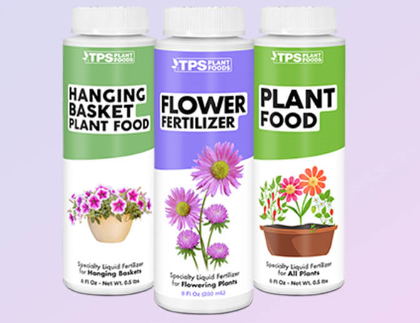 TPS PLANT FOODS
HANGING
BASKET
PLANT FOOD
Specialty Liquid Fertilizer
for Hanging Baskets
8 Fl Oz - Net Wt. 0.5 lbs
TPS PLANT FOODS
FLOWER
FERTILIZER
Specialty Liquid Fertilizer
for Flowering Plants
8 Fl Oz (250 mL)
TPS PLANT FOODS
PLANT
FOOD
Specialty Liquid Fertilizer
for All Plants
8 Fl Oz - Net Wt. 0.5 lbs